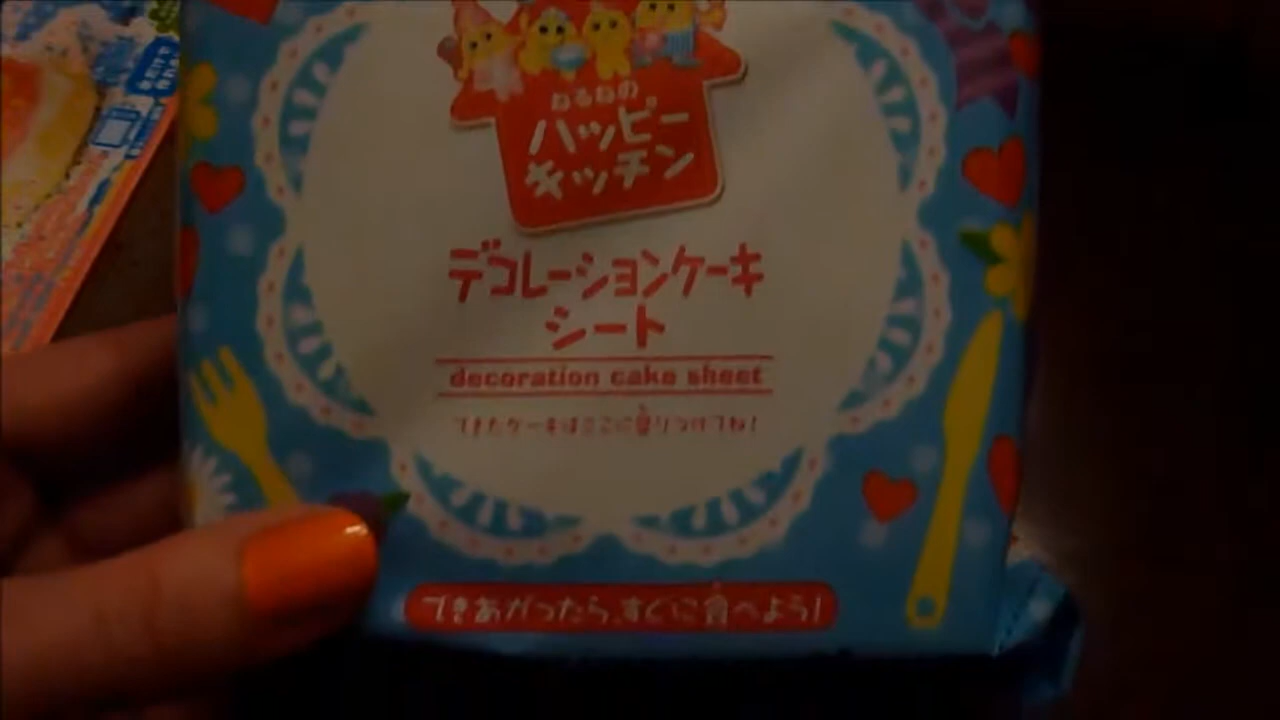 ねるねの
ハッピー
キッチン
デコレーションケーキ
シート
decoration cake sheet
できたケーキはここに盛りつけてね!
できあがったら、すぐに食べよう!